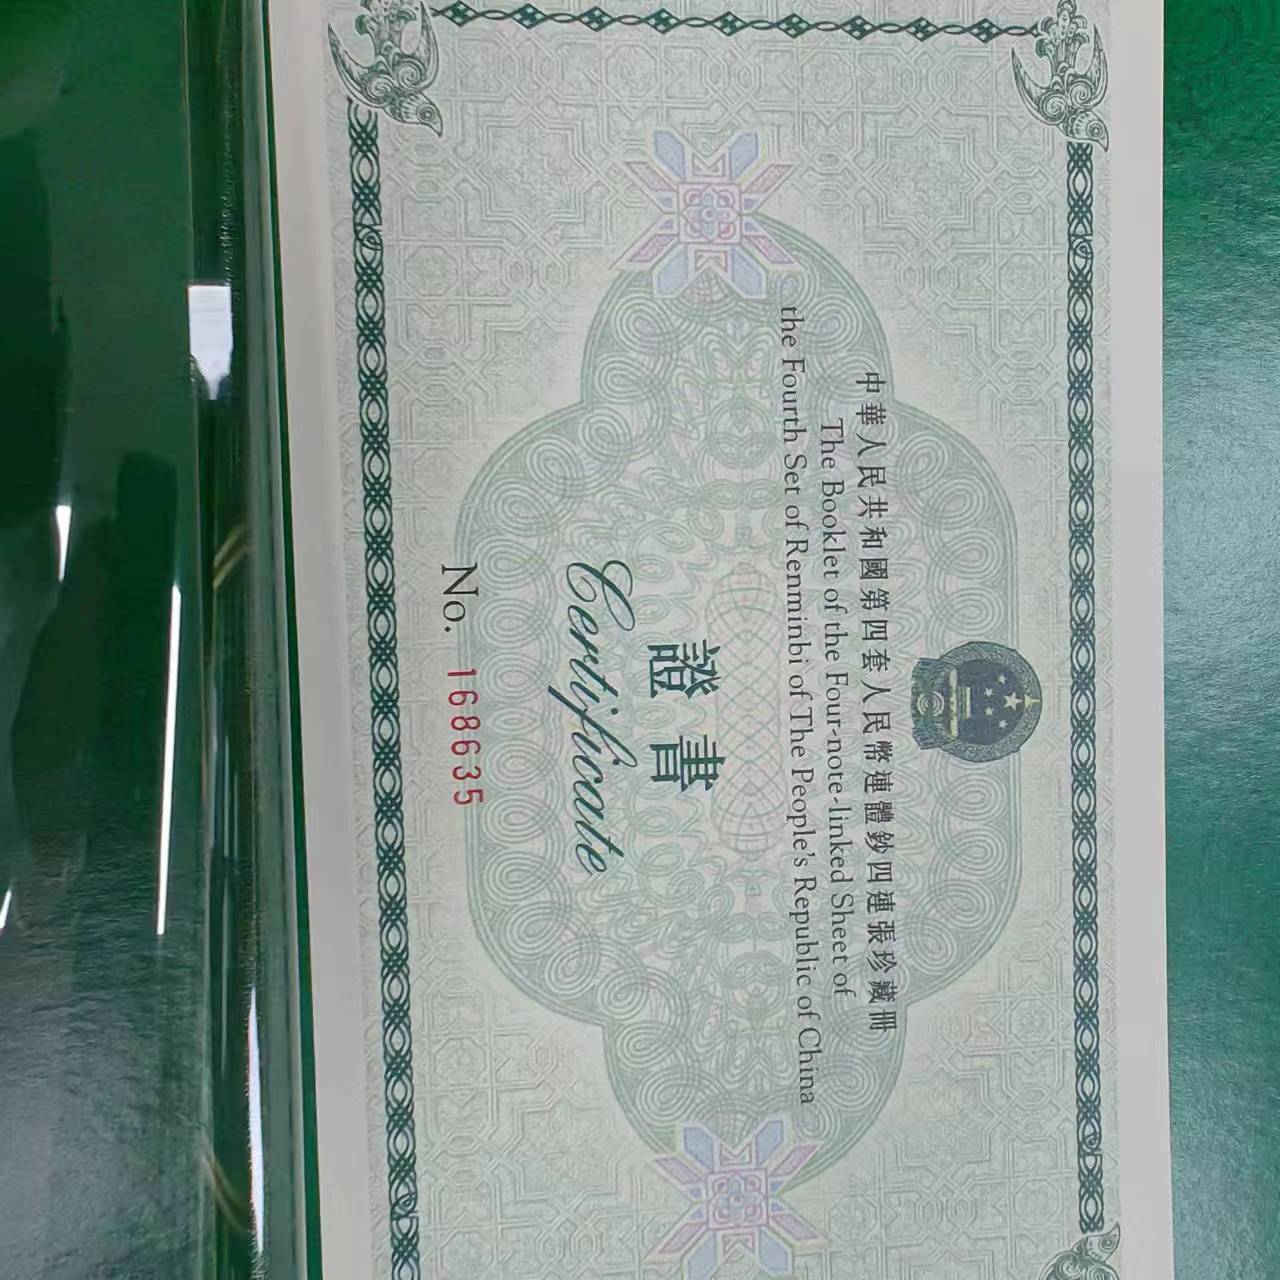 中華人民共和國第四套人民幣連體鈔四連張珍藏冊
The Booklet of the Four-note-linked Sheet of
the Fourth Set of Renminbi of The People's Republic of China
證書
Certificate
No. 168635